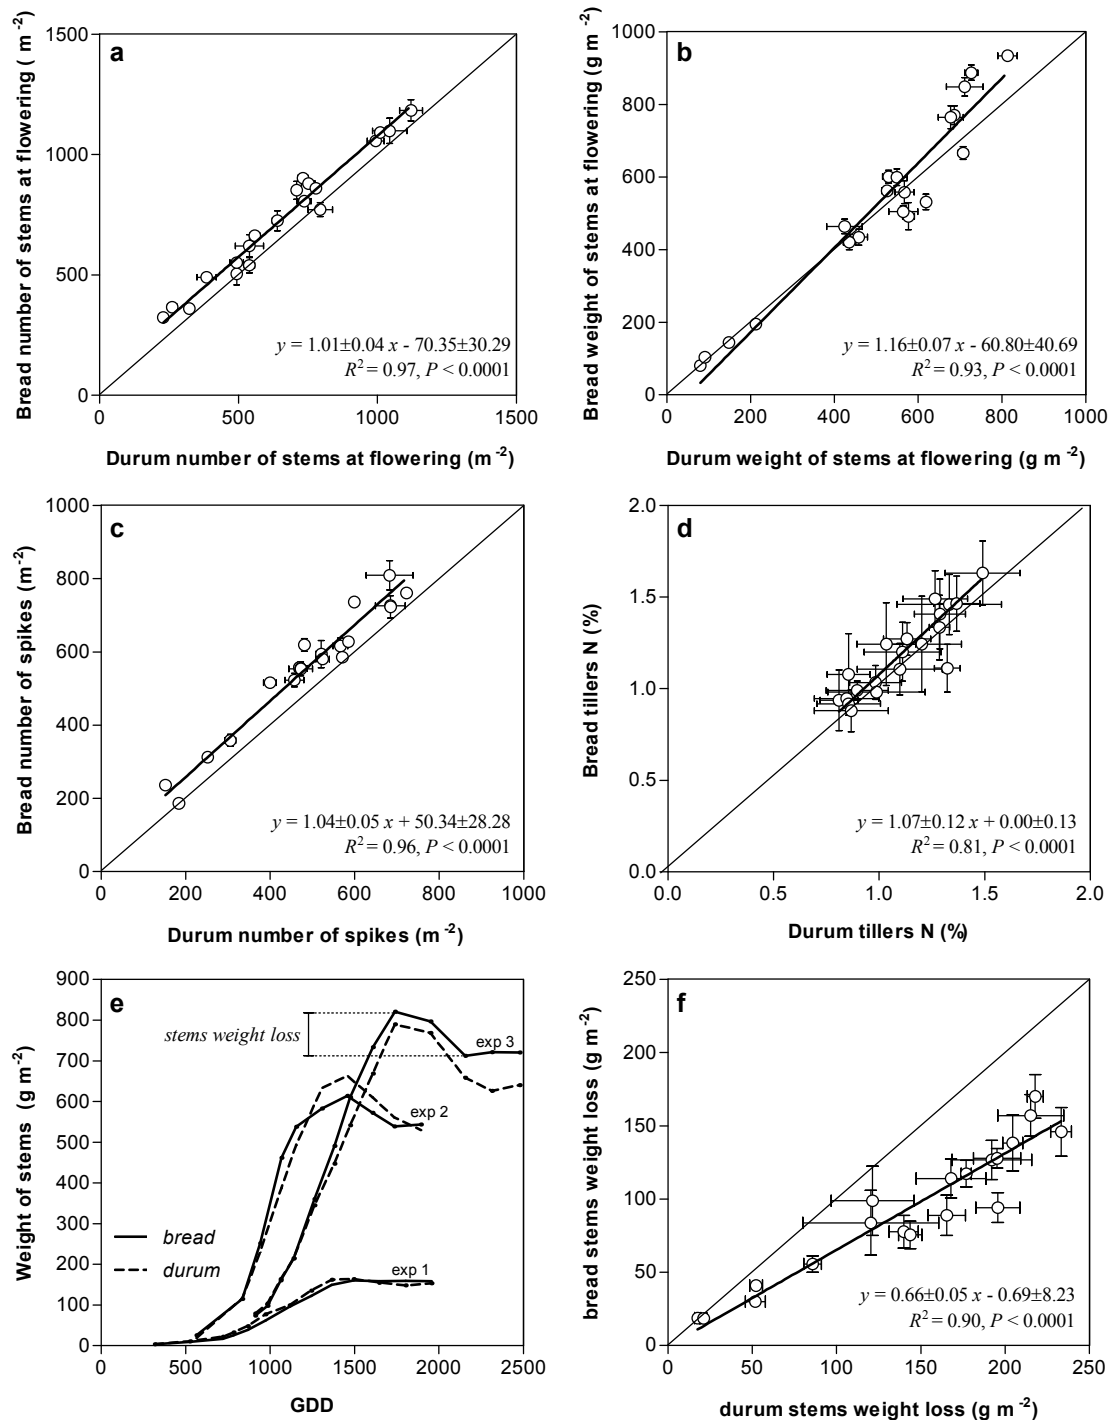 a
Bread number of stems at flowering ( m -2)
1500
1000
500
0
y = 1.01±0.04 x - 70.35±30.29
R2 = 0.97, P < 0.0001
0 500 1000 1500
Durum number of stems at flowering (m -2)
b
Bread weight of stems at flowering (g m -2)
1000
800
600
400
200
0
y = 1.16±0.07 x - 60.80±40.69
R2 = 0.93, P < 0.0001
0 200 400 600 800 1000
Durum weight of stems at flowering (g m -2)
c
Bread number of spikes (m-2)
1000
800
600
400
200
0
y = 1.04±0.05 x + 50.34±28.28
R2 = 0.96, P < 0.0001
0 200 400 600 800 1000
Durum number of spikes (m-2)
d
Bread tillers N (%)
2.0
1.5
1.0
0.5
0.0
y = 1.07±0.12 x + 0.00±0.13
R2 = 0.81, P < 0.0001
0.0 0.5 1.0 1.5 2.0
Durum tillers N (%)
e
Weight of stems (g m-2)
900
800
700
600
500
400
300
200
100
0
stems weight loss
exp 3
exp 2
exp 1
bread
durum
0 500 1000 1500 2000 2500
GDD
f
bread stems weight loss (g m-2)
250
200
150
100
50
0
y = 0.66±0.05 x - 0.69±8.23
R2 = 0.90, P < 0.0001
0 50 100 150 200 250
durum stems weight loss (g m-2)